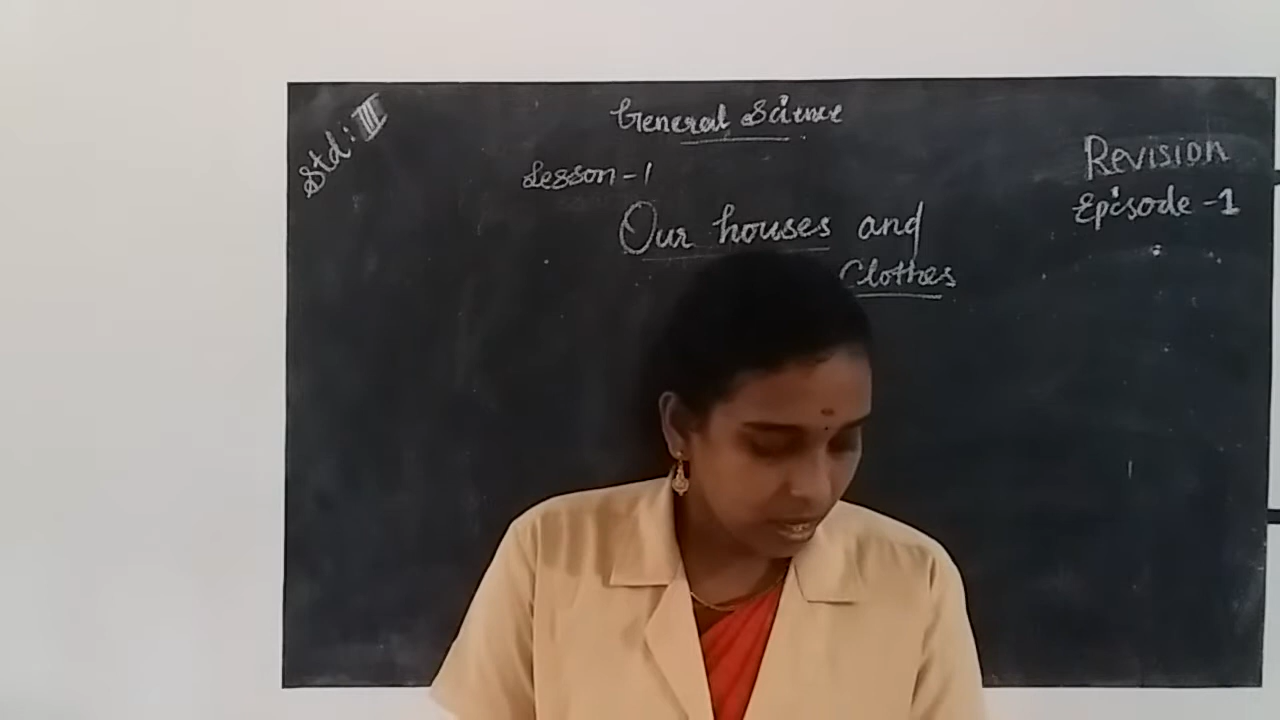 Std: III
General Science
Lesson - 1
Our houses and
Clothes
Revision
Episode - 1